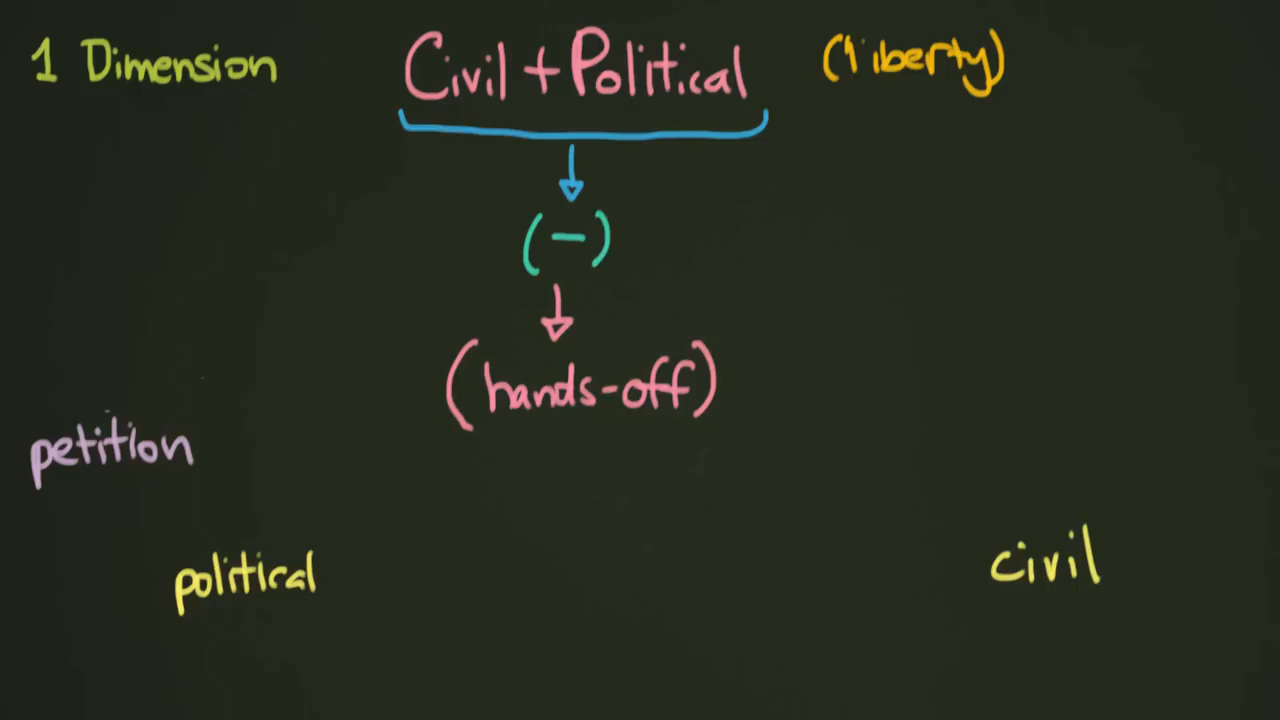 1 Dimension Civil + Political (liberty)
(-)
(hands-off)
petition
political civil